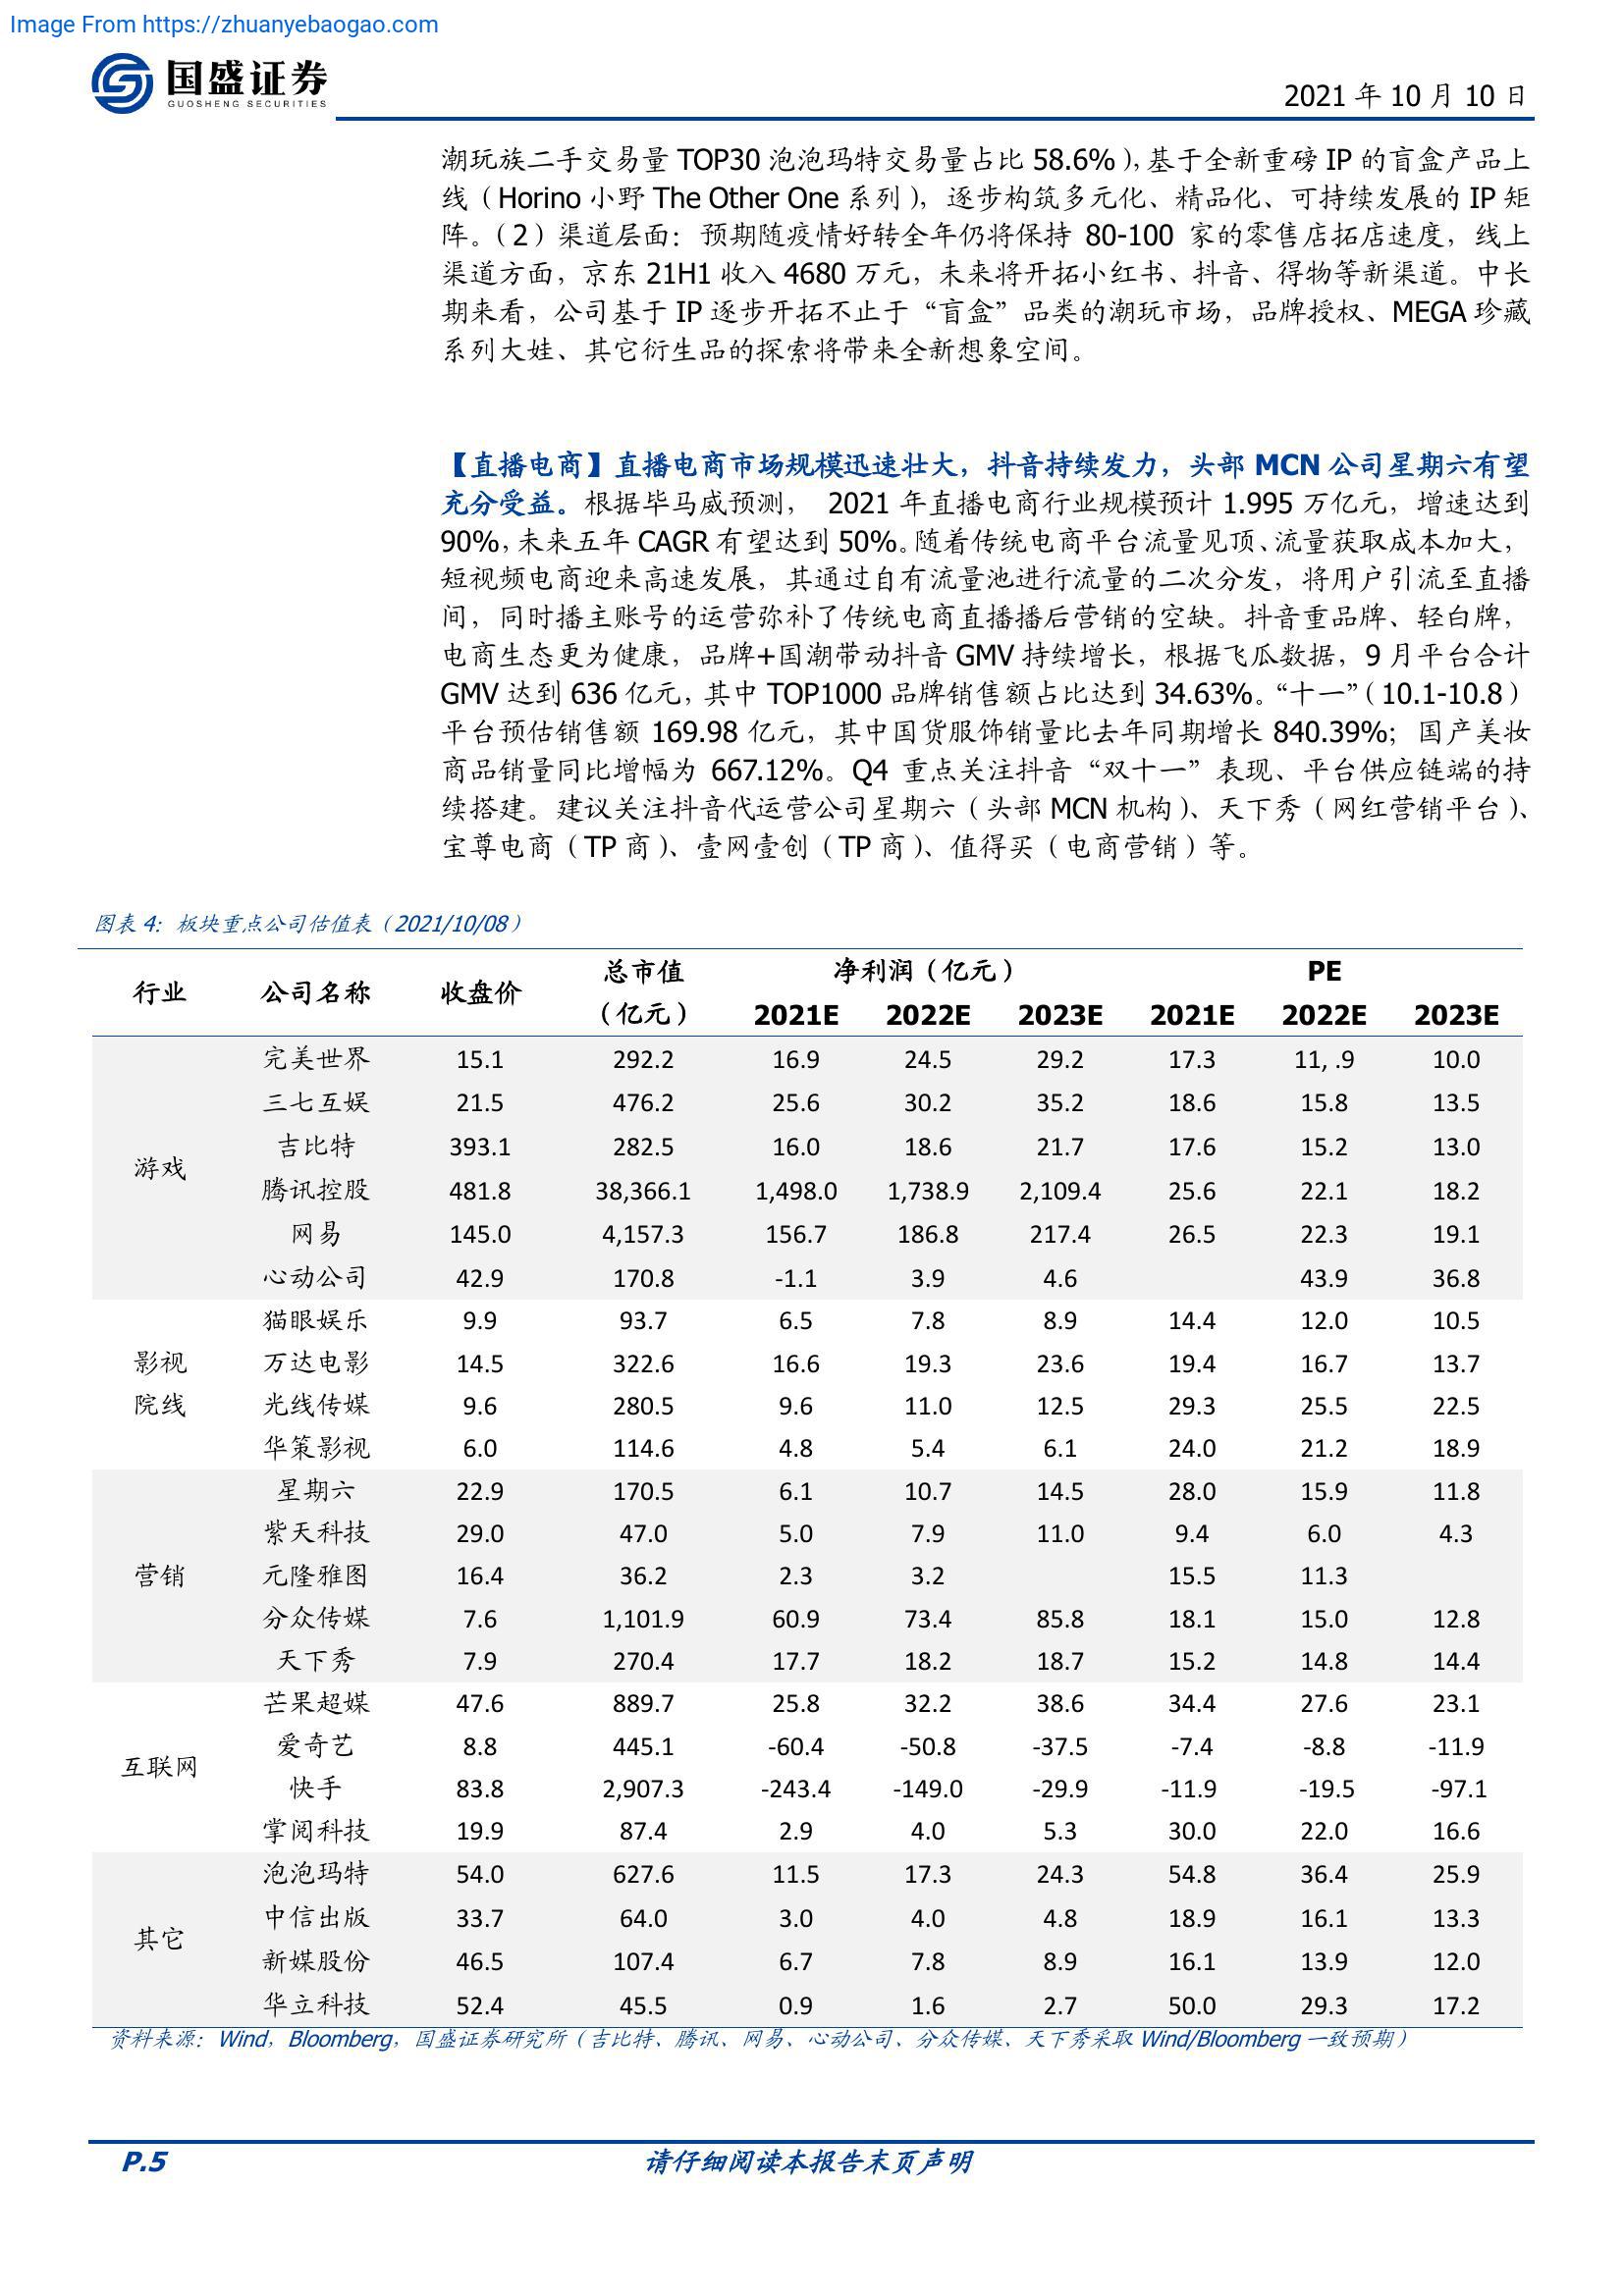 Image From https://zhuanyebaogao.com
国盛证券
GUOSHENG SECURITIES
2021 年 10 月 10 日
潮玩族二手交易量 TOP30 泡泡玛特交易量占比 58.6%），基于全新重磅 IP 的盲盒产品上
线（Horino 小野 The Other One 系列），逐步构筑多元化、精品化、可持续发展的 IP 矩
阵。（2）渠道层面：预期随疫情好转全年仍将保持 80-100 家的零售店拓店速度，线上
渠道方面，京东 21H1 收入 4680 万元，未来将开拓小红书、抖音、得物等新渠道。中长
期来看，公司基于 IP 逐步开拓不止于“盲盒”品类的潮玩市场，品牌授权、MEGA 珍藏
系列大娃、其它衍生品的探索将带来全新想象空间。
【直播电商】直播电商市场规模迅速壮大，抖音持续发力，头部 MCN 公司星期六有望
充分受益。根据毕马威预测， 2021 年直播电商行业规模预计 1.995 万亿元，增速达到
90%，未来五年 CAGR 有望达到 50%。随着传统电商平台流量见顶、流量获取成本加大，
短视频电商迎来高速发展，其通过自有流量池进行流量的二次分发，将用户引流至直播
间，同时播主账号的运营弥补了传统电商直播播后营销的空缺。抖音重品牌、轻白牌，
电商生态更为健康，品牌+国潮带动抖音 GMV 持续增长，根据飞瓜数据，9 月平台合计
GMV 达到 636 亿元，其中 TOP1000 品牌销售额占比达到 34.63%。“十一”（10.1-10.8）
平台预估销售额 169.98 亿元，其中国货服饰销量比去年同期增长 840.39%；国产美妆
商品销量同比增幅为 667.12%。Q4 重点关注抖音“双十一”表现、平台供应链端的持
续搭建。建议关注抖音代运营公司星期六（头部 MCN 机构）、天下秀（网红营销平台）、
宝尊电商（TP 商）、壹网壹创（TP 商）、值得买（电商营销）等。
图表 4：板块重点公司估值表（2021/10/08）
行业 公司名称 收盘价 总市值（亿元） 净利润（亿元） PE
2021E 2022E 2023E 2021E 2022E 2023E
游戏
完美世界 15.1 292.2 16.9 24.5 29.2 17.3 11, .9 10.0
三七互娱 21.5 476.2 25.6 30.2 35.2 18.6 15.8 13.5
吉比特 393.1 282.5 16.0 18.6 21.7 17.6 15.2 13.0
腾讯控股 481.8 38,366.1 1,498.0 1,738.9 2,109.4 25.6 22.1 18.2
网易 145.0 4,157.3 156.7 186.8 217.4 26.5 22.3 19.1
心动公司 42.9 170.8 -1.1 3.9 4.6 43.9 36.8
影视
院线
猫眼娱乐 9.9 93.7 6.5 7.8 8.9 14.4 12.0 10.5
万达电影 14.5 322.6 16.6 19.3 23.6 19.4 16.7 13.7
光线传媒 9.6 280.5 9.6 11.0 12.5 29.3 25.5 22.5
华策影视 6.0 114.6 4.8 5.4 6.1 24.0 21.2 18.9
营销
星期六 22.9 170.5 6.1 10.7 14.5 28.0 15.9 11.8
紫天科技 29.0 47.0 5.0 7.9 11.0 9.4 6.0 4.3
元隆雅图 16.4 36.2 2.3 3.2 15.5 11.3
分众传媒 7.6 1,101.9 60.9 73.4 85.8 18.1 15.0 12.8
天下秀 7.9 270.4 17.7 18.2 18.7 15.2 14.8 14.4
互联网
芒果超媒 47.6 889.7 25.8 32.2 38.6 34.4 27.6 23.1
爱奇艺 8.8 445.1 -60.4 -50.8 -37.5 -7.4 -8.8 -11.9
快手 83.8 2,907.3 -243.4 -149.0 -29.9 -11.9 -19.5 -97.1
掌阅科技 19.9 87.4 2.9 4.0 5.3 30.0 22.0 16.6
其它
泡泡玛特 54.0 627.6 11.5 17.3 24.3 54.8 36.4 25.9
中信出版 33.7 64.0 3.0 4.0 4.8 18.9 16.1 13.3
新媒股份 46.5 107.4 6.7 7.8 8.9 16.1 13.9 12.0
华立科技 52.4 45.5 0.9 1.6 2.7 50.0 29.3 17.2
资料来源：Wind，Bloomberg，国盛证券研究所（吉比特、腾讯、网易、心动公司、分众传媒、天下秀采取 Wind/Bloomberg 一致预期）
P.5
请仔细阅读本报告末页声明